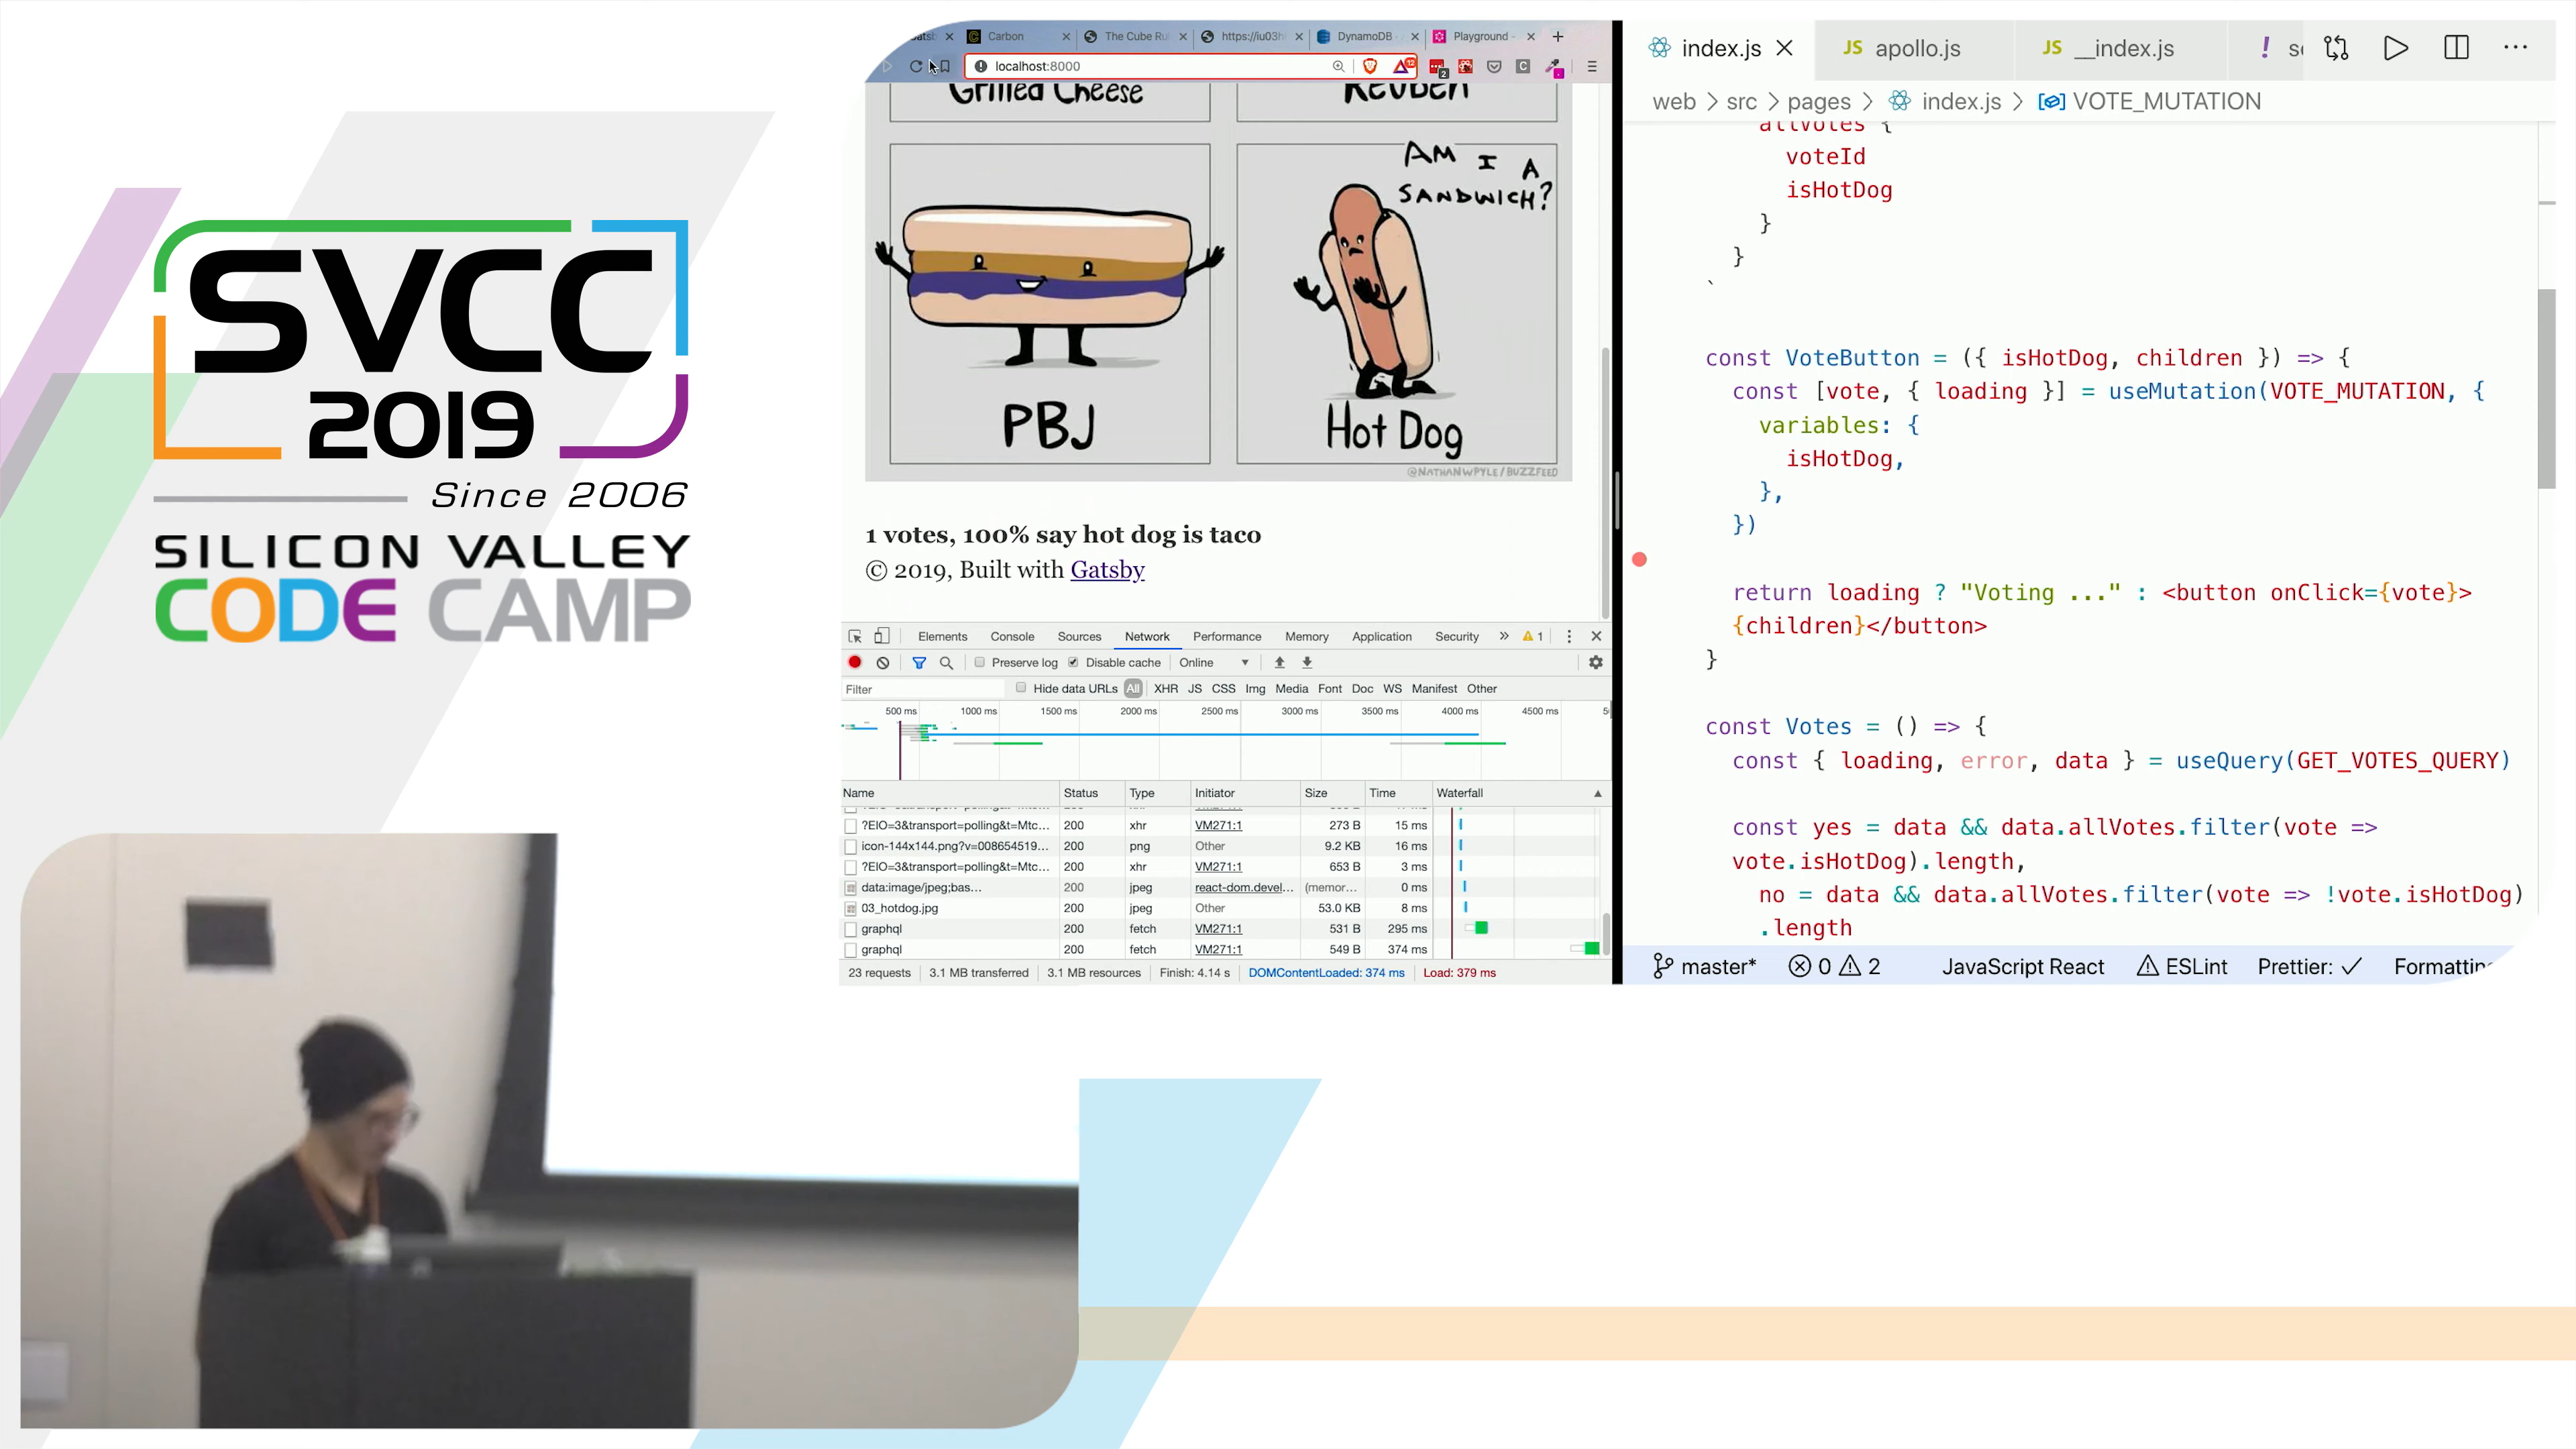 SVCC
2019
Since 2006
SILICON VALLEY
CODE CAMP
Carbon
The Cube Ru
https://iu03h
DynamoDB -
Playground -
localhost:8000
Grilled Cheese
Reuben
AM I A
SANDWICH?
PBJ
Hot Dog
@NATHANWPYLE/BUZZFEED
1 votes, 100% say hot dog is taco
© 2019, Built with Gatsby
Elements Console Sources Network Performance Memory Application Security » 1
Preserve log Disable cache Online
Filter Hide data URLs All XHR JS CSS Img Media Font Doc WS Manifest Other
500 ms 1000 ms 1500 ms 2000 ms 2500 ms 3000 ms 3500 ms 4000 ms 4500 ms
Name Status Type Initiator Size Time Waterfall
?EIO=3&transport=polling&t=Mtc... 200 xhr VM271:1 273 B 15 ms
icon-144x144.png?v=008654519... 200 png Other 9.2 KB 16 ms
?EIO=3&transport=polling&t=Mtc... 200 xhr VM271:1 653 B 3 ms
data:image/jpeg;bas... 200 jpeg react-dom.devel... (memor... 0 ms
03_hotdog.jpg 200 jpeg Other 53.0 KB 8 ms
graphql 200 fetch VM271:1 531 B 295 ms
graphql 200 fetch VM271:1 549 B 374 ms
23 requests 3.1 MB transferred 3.1 MB resources Finish: 4.14 s DOMContentLoaded: 374 ms Load: 379 ms
index.js JS apollo.js JS __index.js !
web > src > pages > index.js > VOTE_MUTATION
allVotes {
voteId
isHotDog
}
}
`
const VoteButton = ({ isHotDog, children }) => {
const [vote, { loading }] = useMutation(VOTE_MUTATION, {
variables: {
isHotDog,
},
})
return loading ? "Voting ..." : <button onClick={vote}>
{children}</button>
}
const Votes = () => {
const { loading, error, data } = useQuery(GET_VOTES_QUERY)
const yes = data && data.allVotes.filter(vote =>
vote.isHotDog).length,
no = data && data.allVotes.filter(vote => !vote.isHotDog)
.length
master* 0 2 JavaScript React ESLint Prettier: ✓